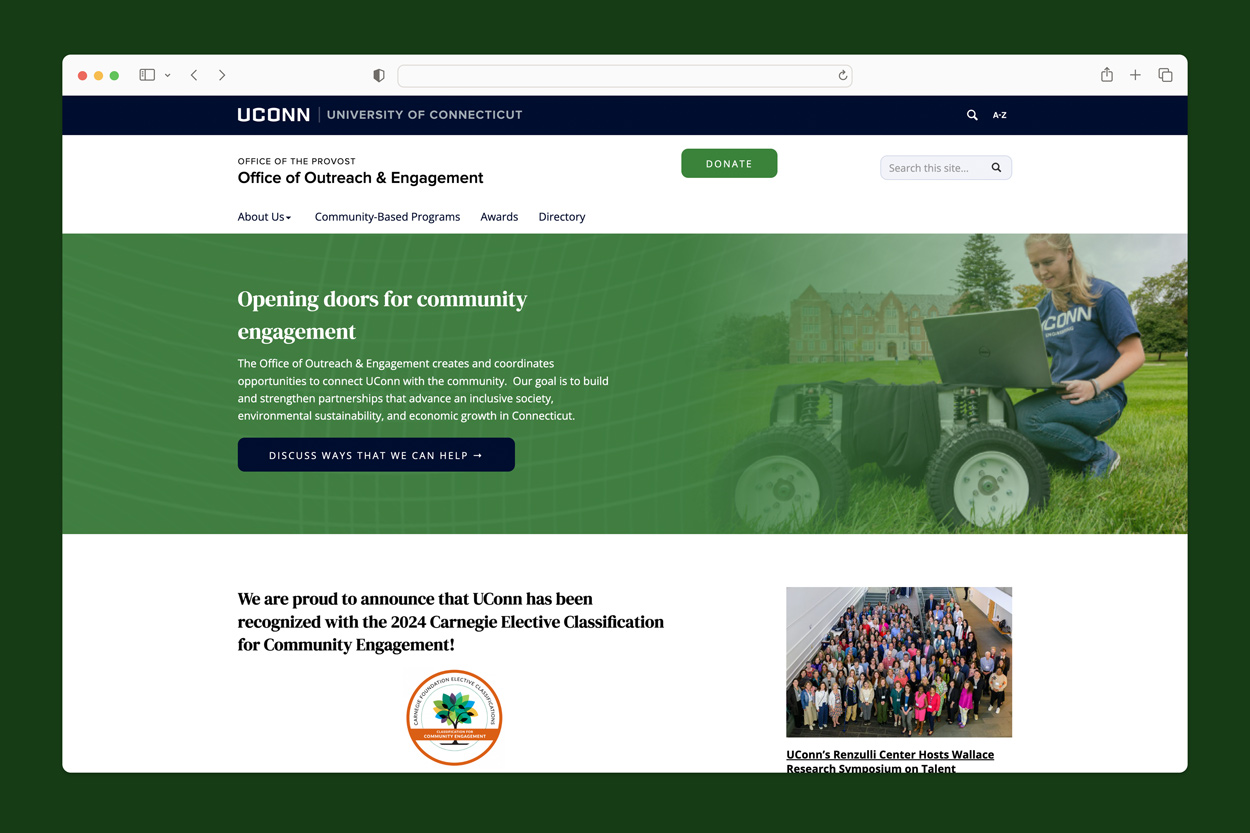 UCONN | UNIVERSITY OF CONNECTICUT
A-Z
OFFICE OF THE PROVOST
Office of Outreach & Engagement
DONATE
Search this site...
About Us
Community-Based Programs
Awards
Directory
Opening doors for community
engagement
The Office of Outreach & Engagement creates and coordinates
opportunities to connect UConn with the community.  Our goal is to build
and strengthen partnerships that advance an inclusive society,
environmental sustainability, and economic growth in Connecticut.
DISCUSS WAYS THAT WE CAN HELP →
UCONN
We are proud to announce that UConn has been
recognized with the 2024 Carnegie Elective Classification
for Community Engagement!
CARNEGIE FOUNDATION ELECTIVE CLASSIFICATIONS
CLASSIFICATION FOR
COMMUNITY ENGAGEMENT
UConn's Renzulli Center Hosts Wallace
Research Symposium on Talent